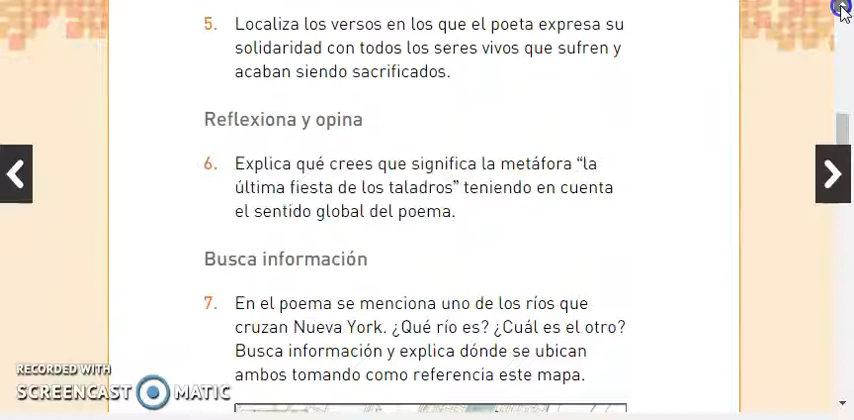 5. Localiza los versos en los que el poeta expresa su
solidaridad con todos los seres vivos que sufren y
acaban siendo sacrificados.
Reflexiona y opina
6. Explica qué crees que significa la metáfora “la
última fiesta de los taladros” teniendo en cuenta
el sentido global del poema.
Busca información
7. En el poema se menciona uno de los ríos que
cruzan Nueva York. ¿Qué río es? ¿Cuál es el otro?
Busca información y explica dónde se ubican
ambos tomando como referencia este mapa.
RECORDED WITH
SCREENCAST MATIC